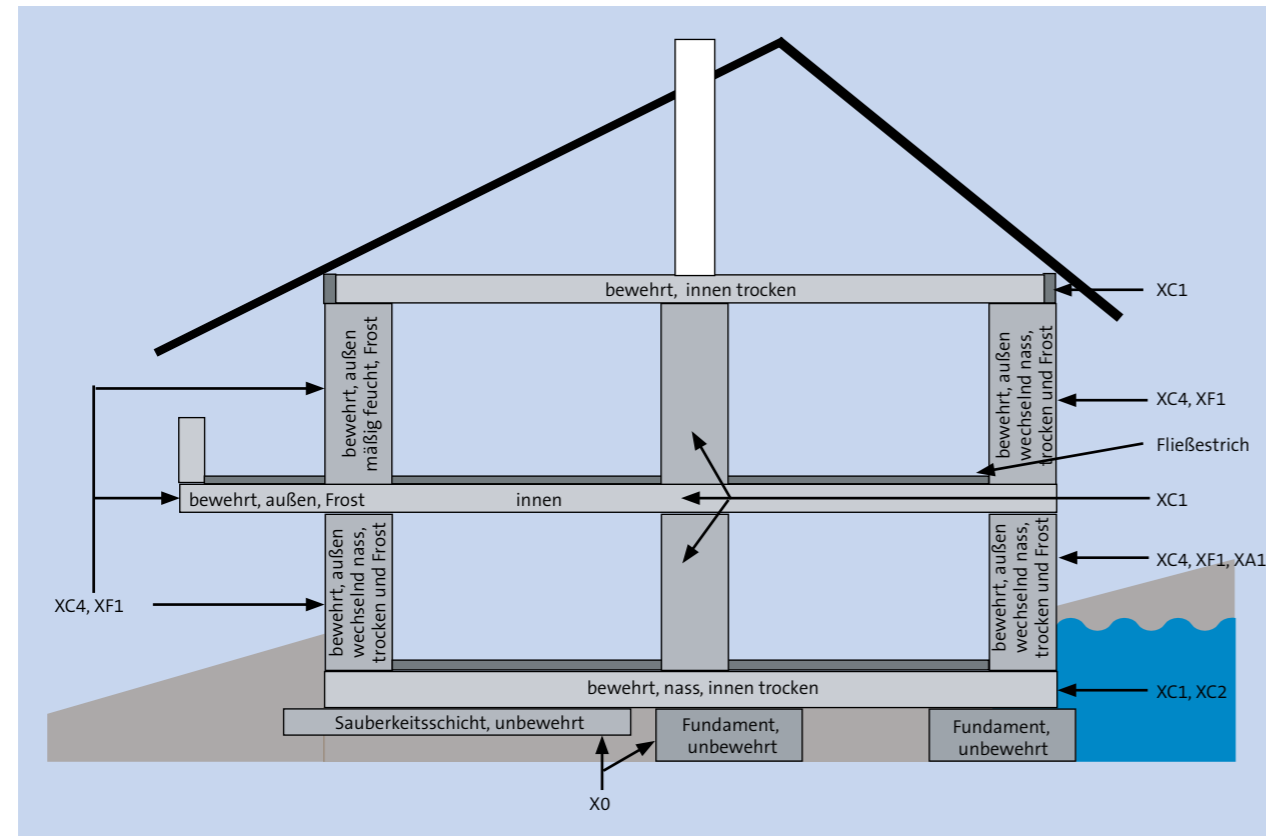 bewehrt, innen trocken
XC1
bewehrt, außen
mäßig feucht, Frost
bewehrt, außen
wechselnd nass,
trocken und Frost
XC4, XF1
Fließestrich
bewehrt, außen, Frost
innen
XC1
bewehrt, außen
wechselnd nass,
trocken und Frost
bewehrt, außen
wechselnd nass,
trocken und Frost
XC4, XF1, XA1
XC4, XF1
bewehrt, nass, innen trocken
XC1, XC2
Sauberkeitsschicht, unbewehrt
Fundament,
unbewehrt
Fundament,
unbewehrt
X0